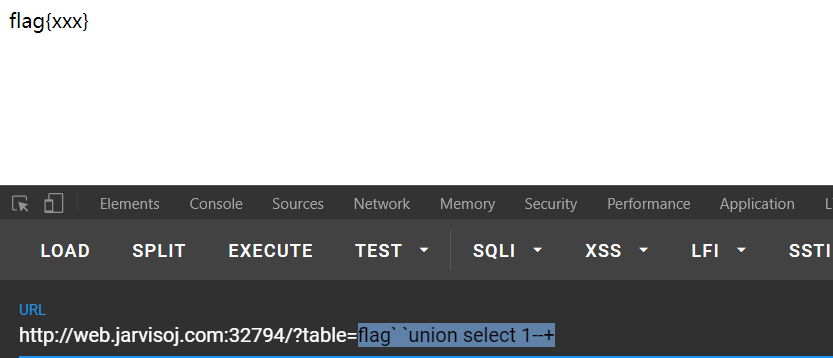 flag{xxx}
Elements Console Sources Network Memory Security Performance Application
LOAD SPLIT EXECUTE TEST SQLI XSS LFI SSTI
URL
http://web.jarvisoj.com:32794/?table=flag` `union select 1--+